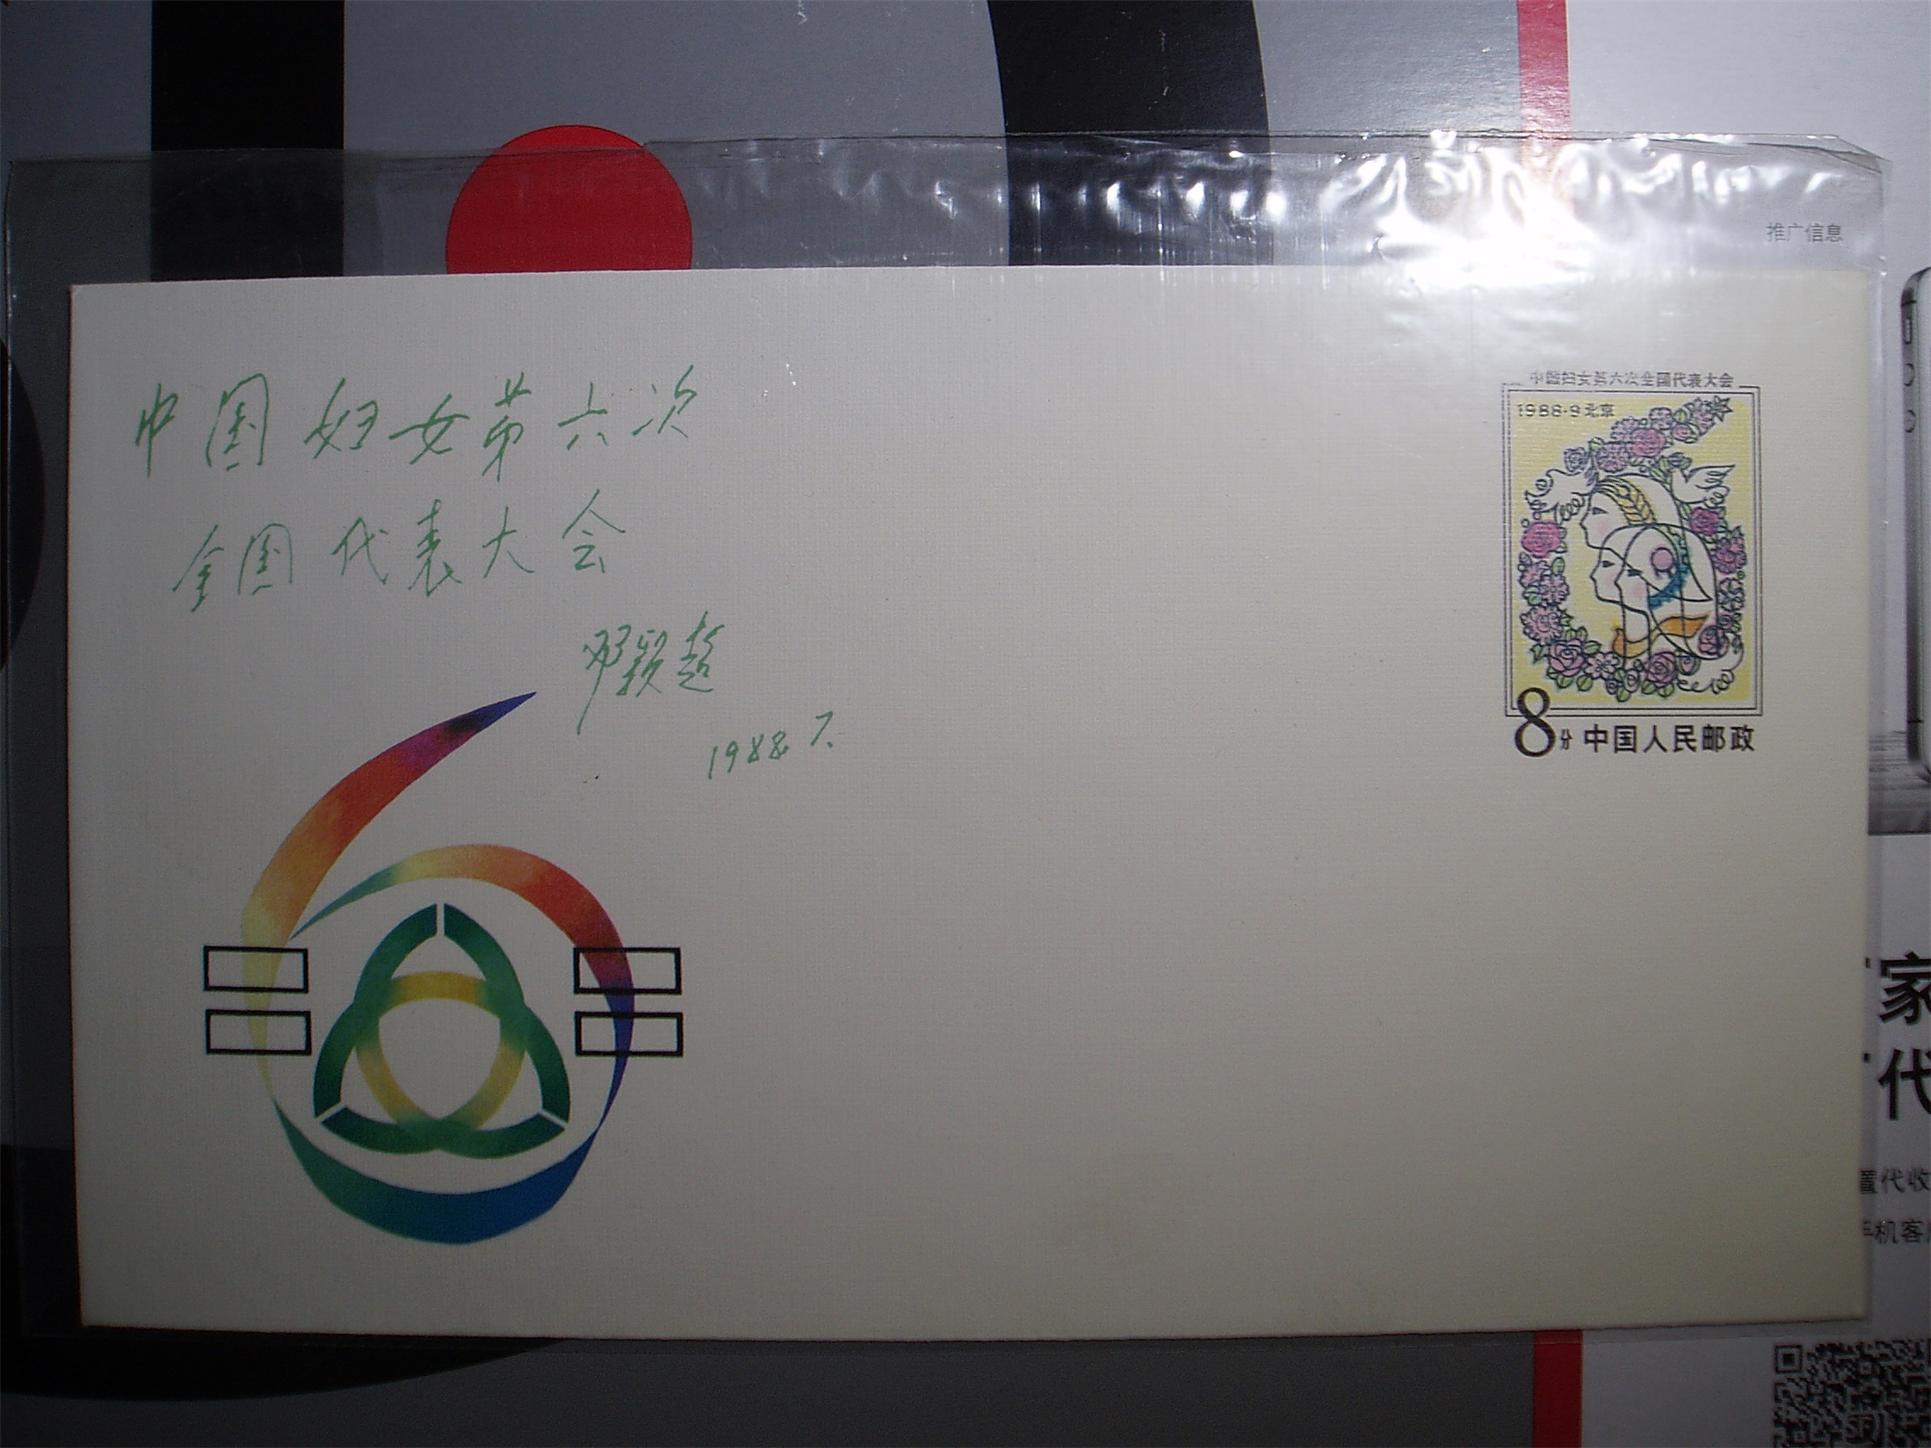 推广信息
中国妇女第六次
全国代表大会
邓颖超
1988.7.
中国妇女第六次全国代表大会
1988·9北京
8分 中国人民邮政
家
代
置代收
手机客